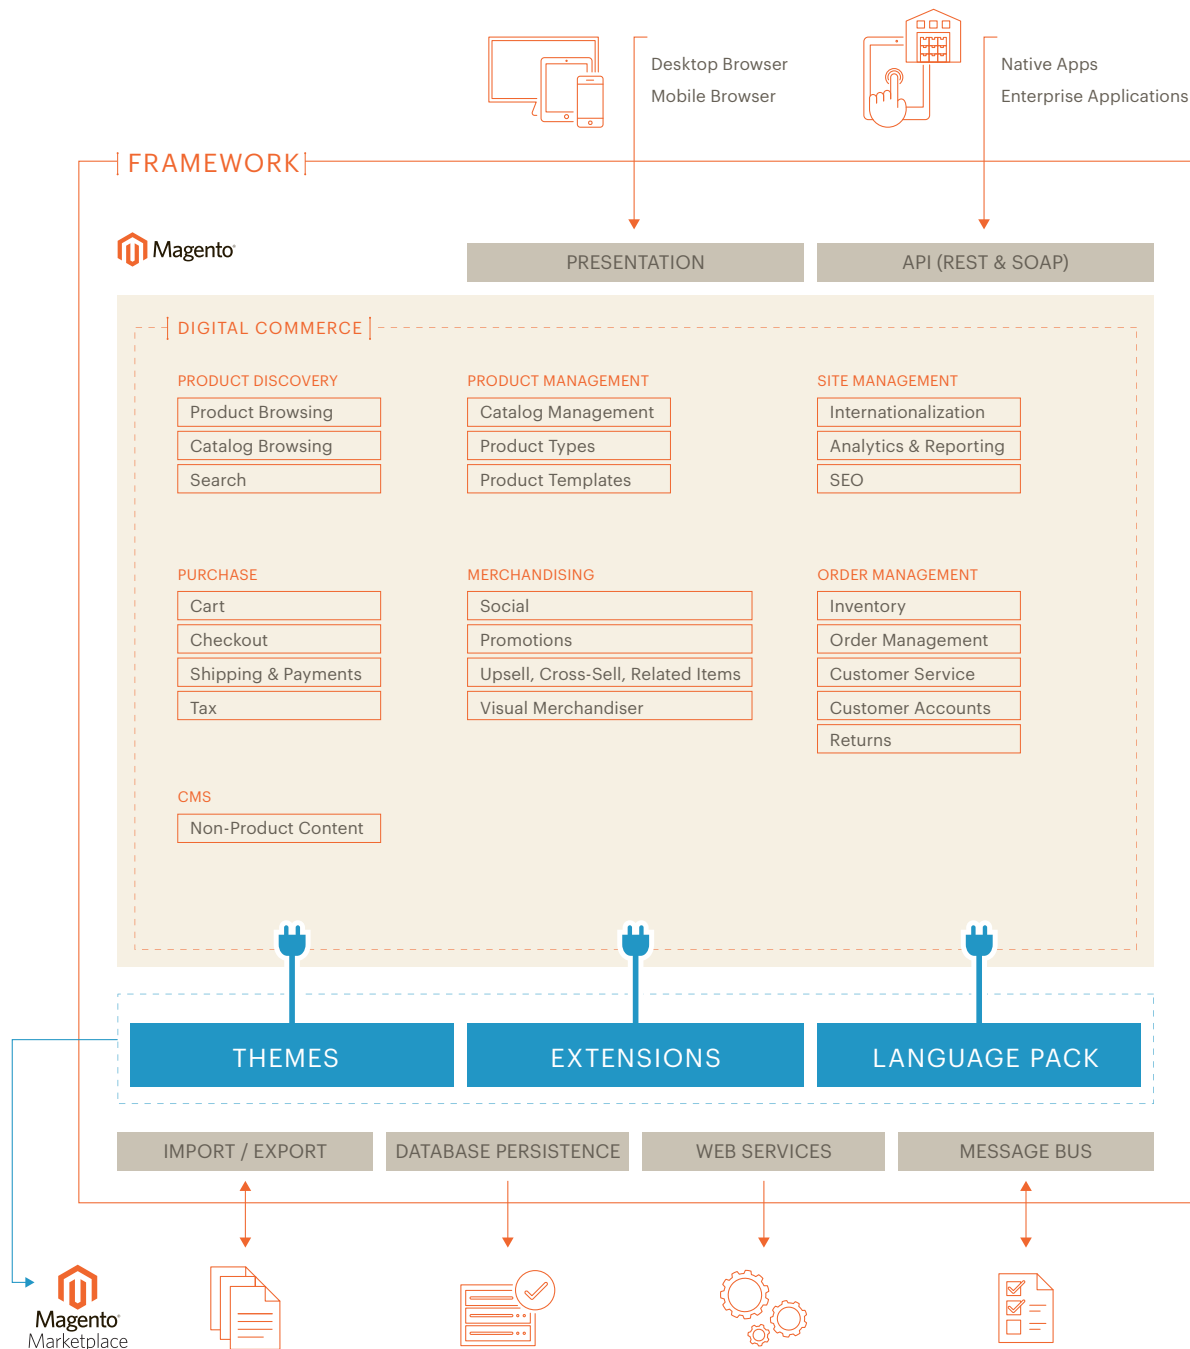 Desktop Browser
Mobile Browser
Native Apps
Enterprise Applications
FRAMEWORK
Magento
PRESENTATION
API (REST & SOAP)
DIGITAL COMMERCE
PRODUCT DISCOVERY
Product Browsing
Catalog Browsing
Search
PRODUCT MANAGEMENT
Catalog Management
Product Types
Product Templates
SITE MANAGEMENT
Internationalization
Analytics & Reporting
SEO
PURCHASE
Cart
Checkout
Shipping & Payments
Tax
MERCHANDISING
Social
Promotions
Upsell, Cross-Sell, Related Items
Visual Merchandiser
ORDER MANAGEMENT
Inventory
Order Management
Customer Service
Customer Accounts
Returns
CMS
Non-Product Content
THEMES
EXTENSIONS
LANGUAGE PACK
IMPORT / EXPORT
DATABASE PERSISTENCE
WEB SERVICES
MESSAGE BUS
Magento
Marketplace